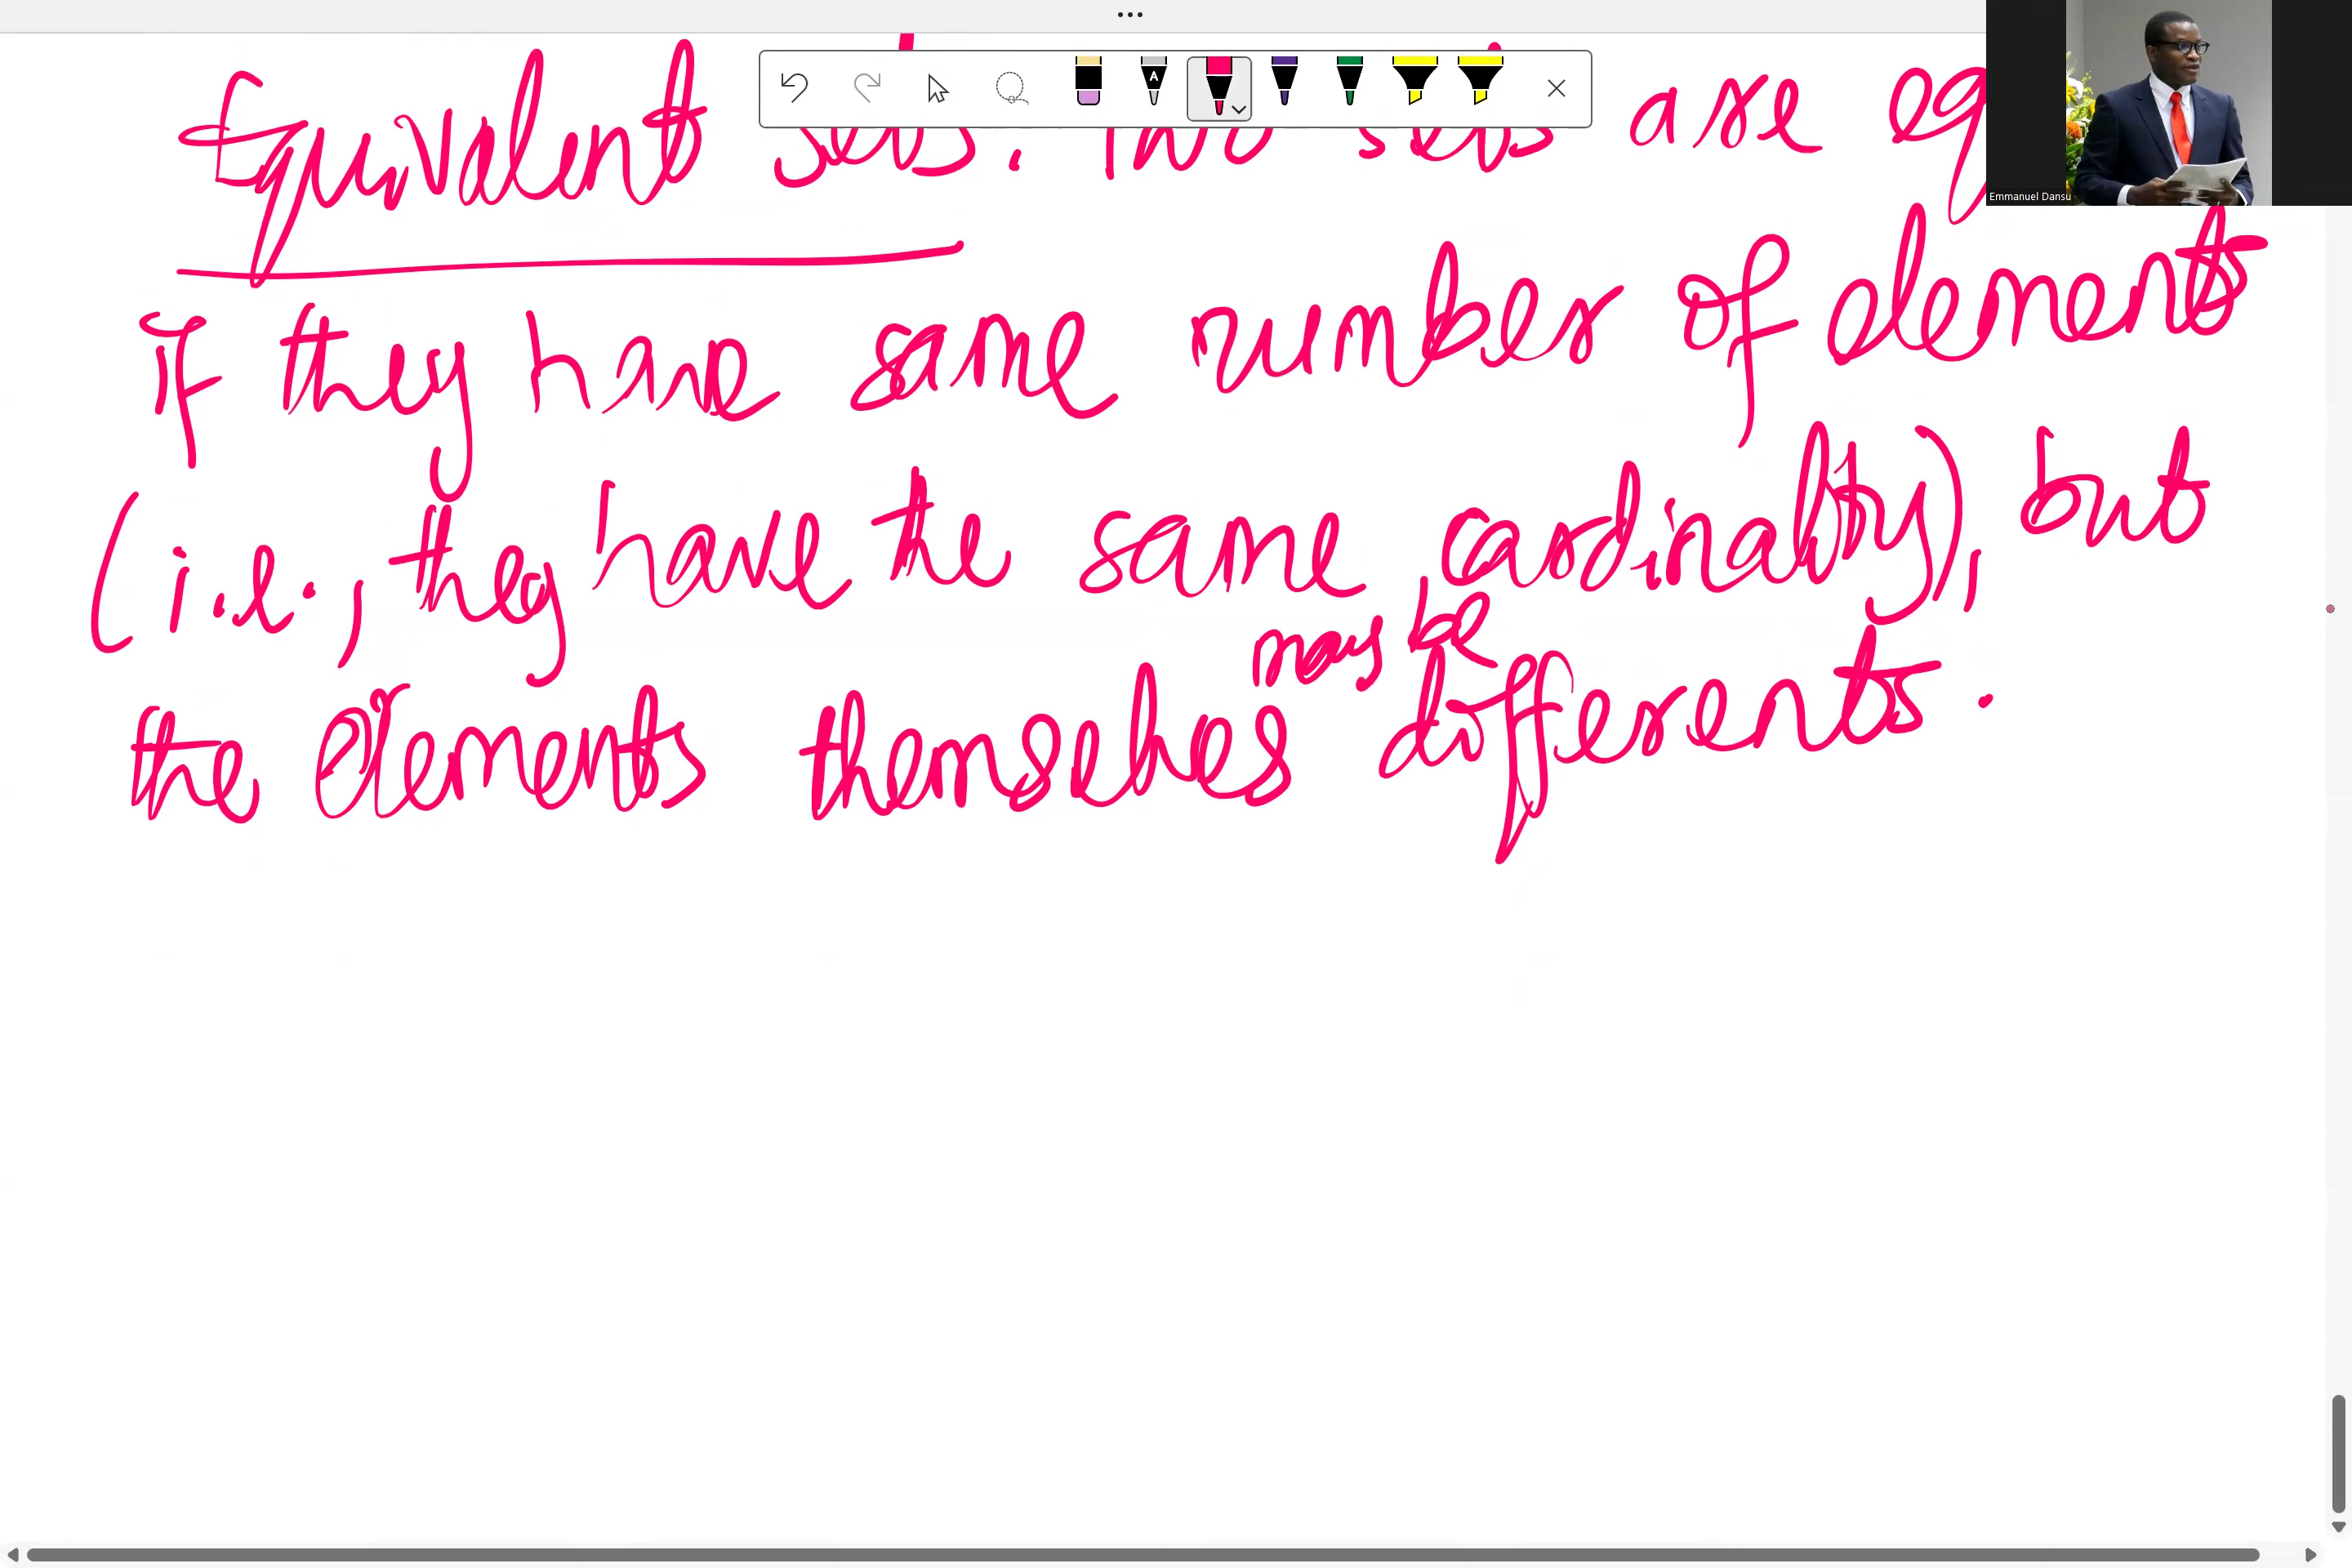 Equivalent sets: Two sets are eq
Emmanuel Dansu
if they have same number of elements
(i.e., they have the same cardinality), but
may be
the elements themselves differents.